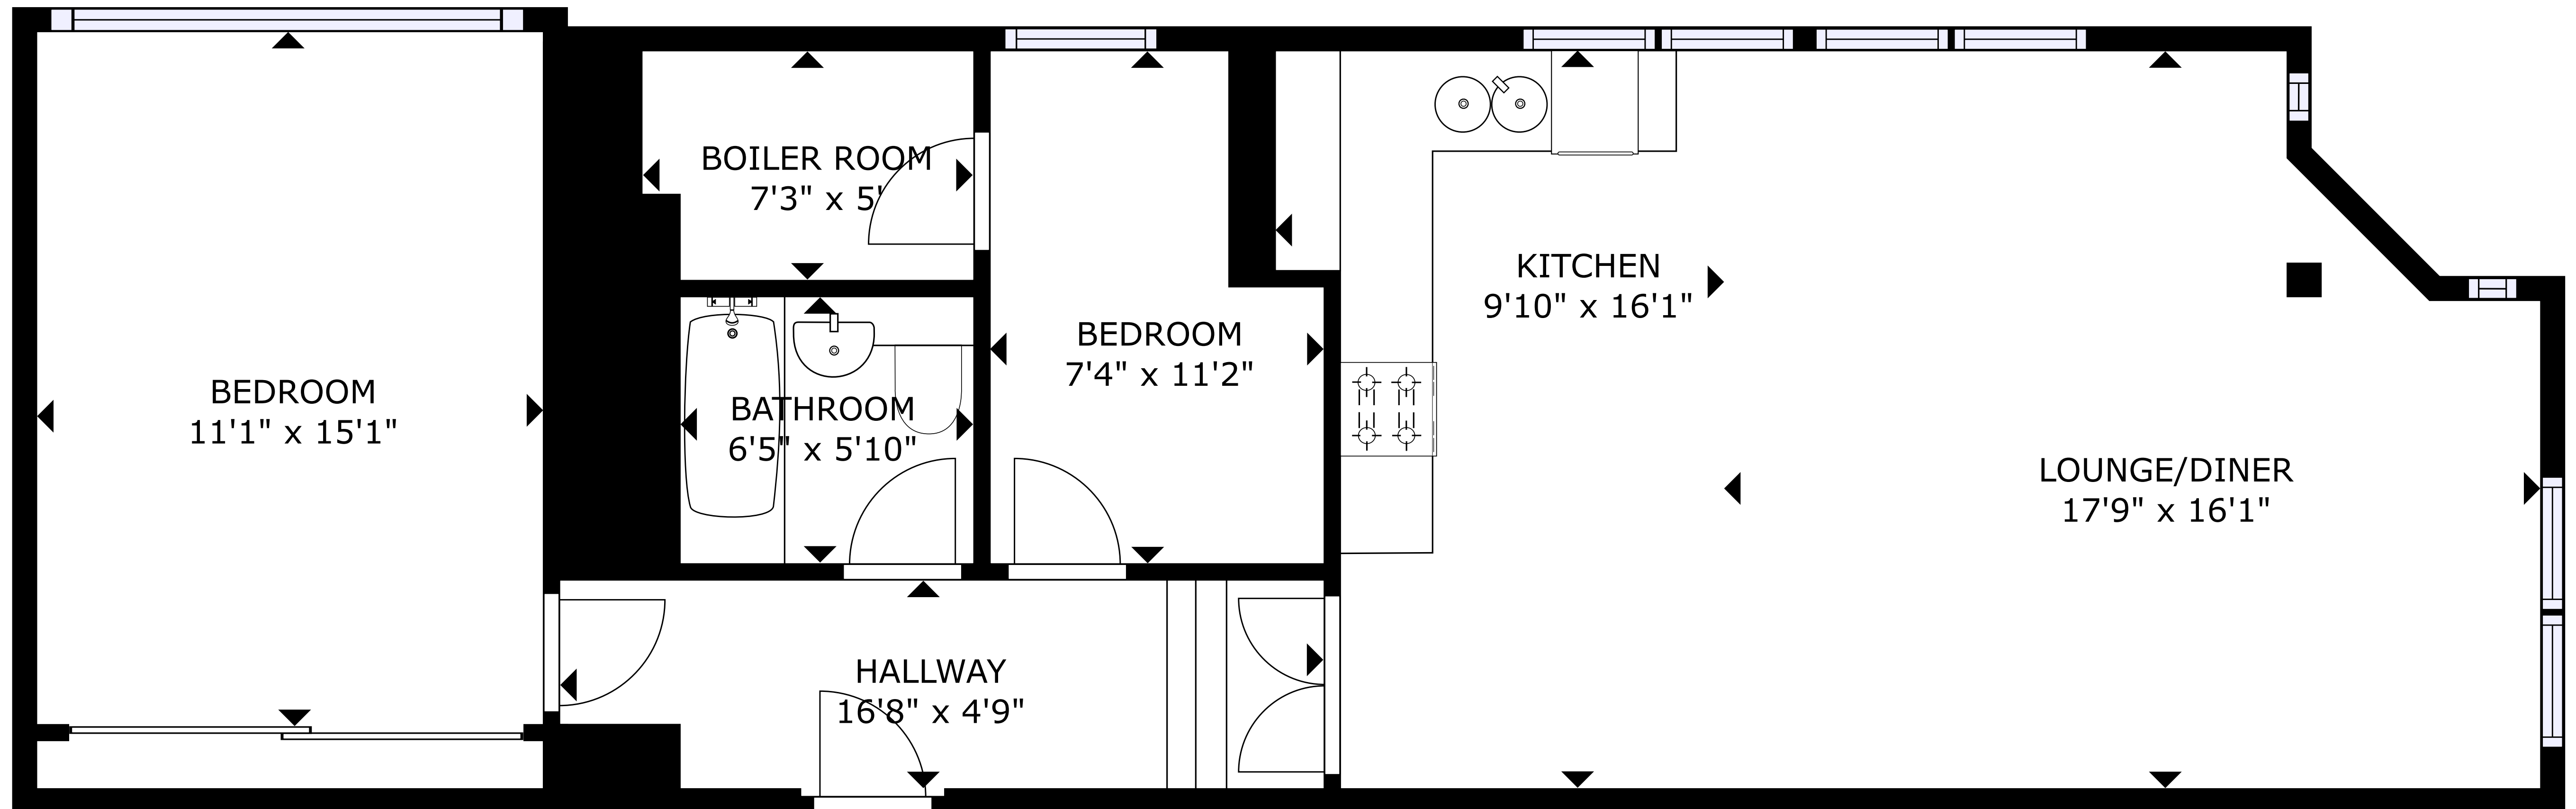 BOILER ROOM
7'3" x 5'
KITCHEN
9'10" x 16'1"
BEDROOM
7'4" x 11'2"
BEDROOM
11'1" x 15'1"
BATHROOM
6'5" x 5'10"
LOUNGE/DINER
17'9" x 16'1"
HALLWAY
16'8" x 4'9"